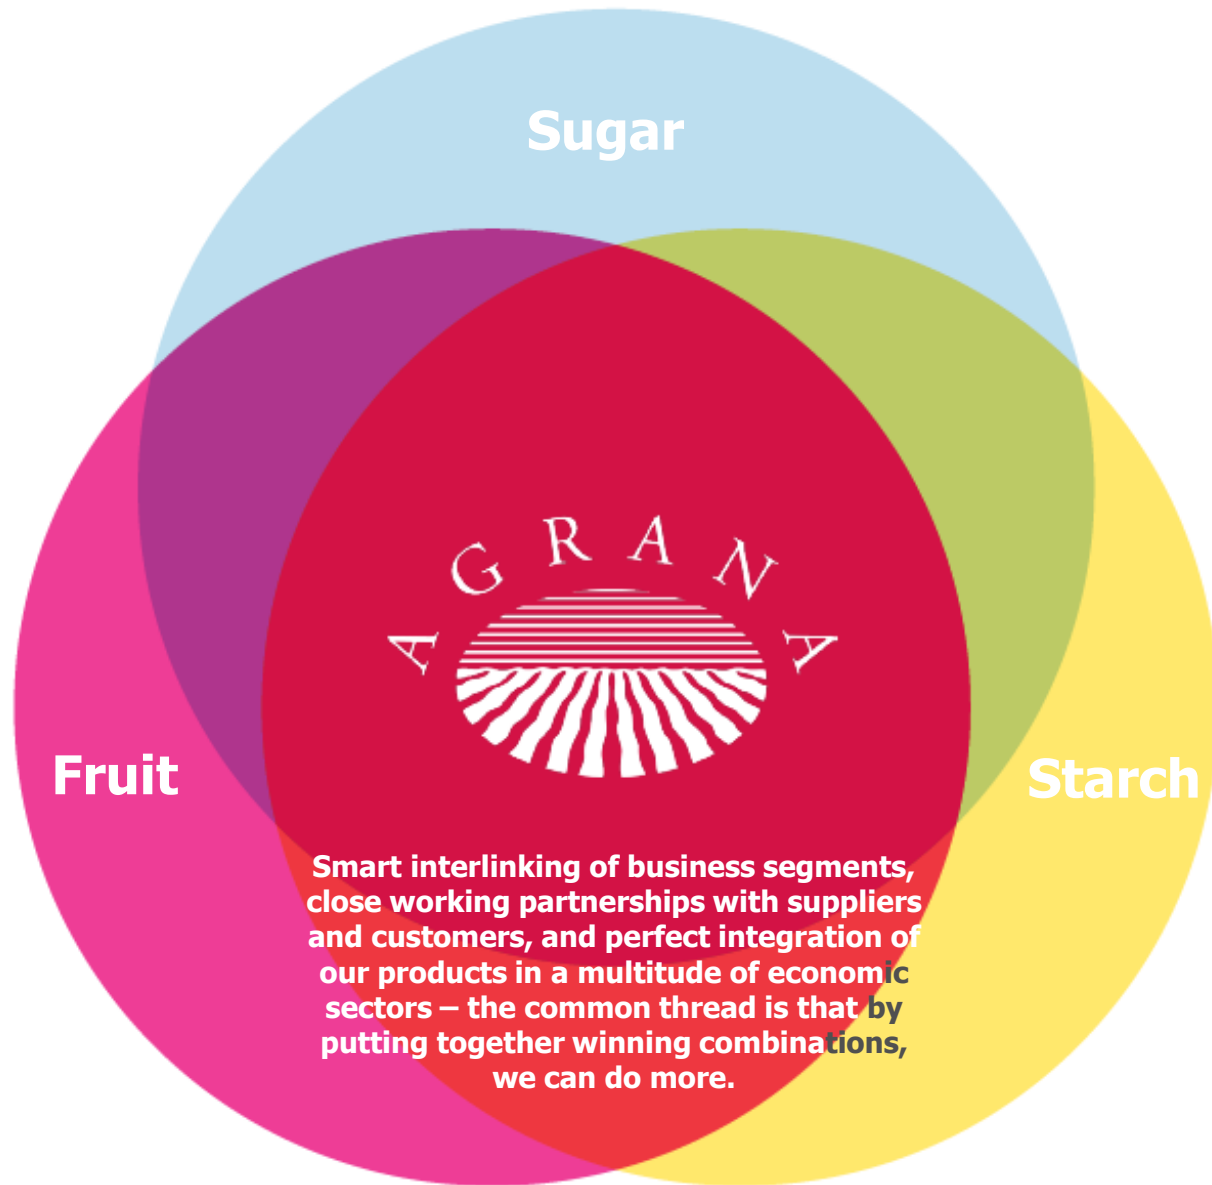 Sugar
AGRANA
Fruit
Starch
Smart interlinking of business segments,
close working partnerships with suppliers
and customers, and perfect integration of
our products in a multitude of economic
sectors – the common thread is that by
putting together winning combinations,
we can do more.